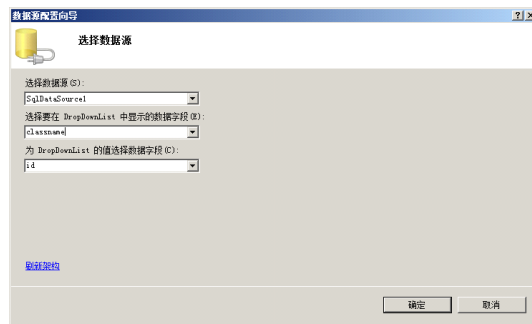 数据源配置向导
选择数据源
选择数据源(S):
SqlDataSource1
选择要在 DropDownList 中显示的数据字段(E):
classname
为 DropDownList 的值选择数据字段(C):
id
刷新架构
确定
取消